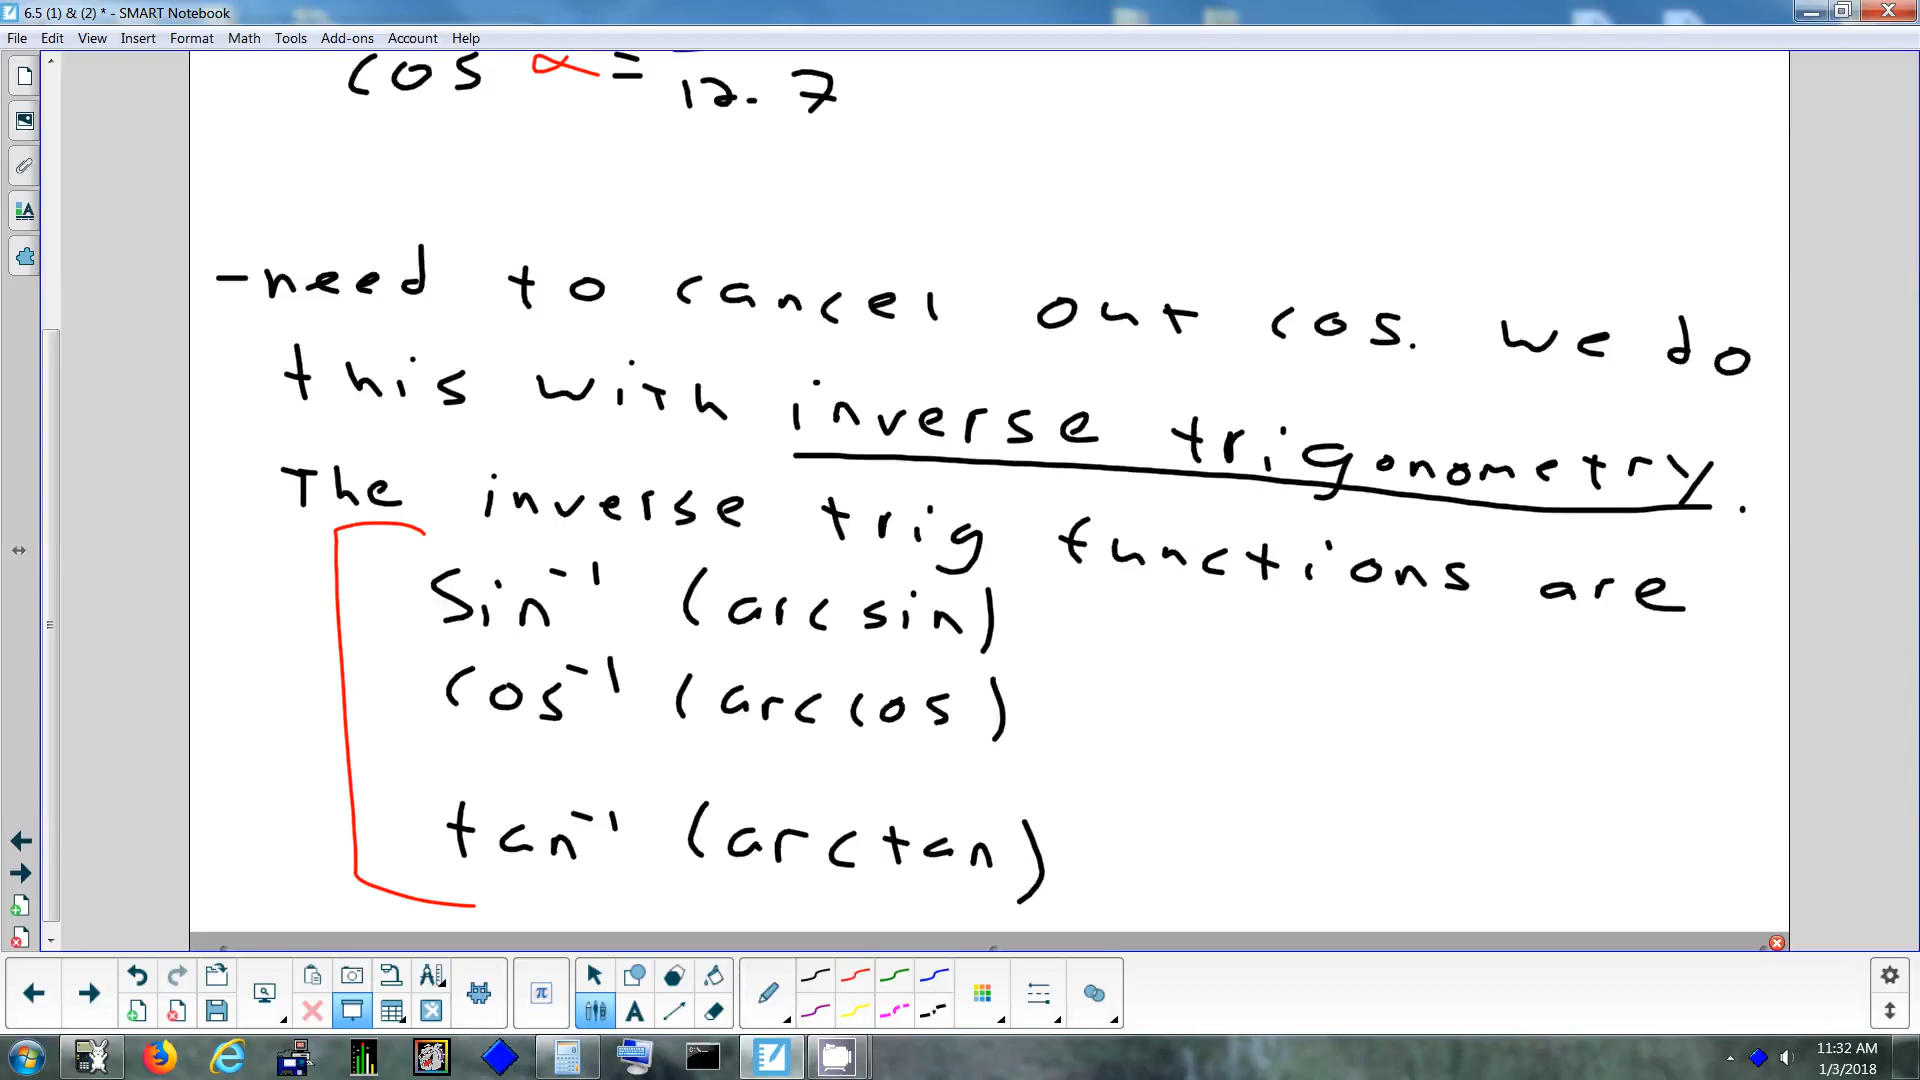 6.5 (1) & (2) * - SMART Notebook
File Edit View Insert Format Math Tools Add-ons Account Help
cos α =
12.7
- need to cancel out cos. we do
this with inverse trigonometry.
The inverse trig functions are
Sin⁻¹ (arcsin)
cos⁻¹ (arccos)
tan⁻¹ (arctan)
π
A
11:32 AM
1/3/2018